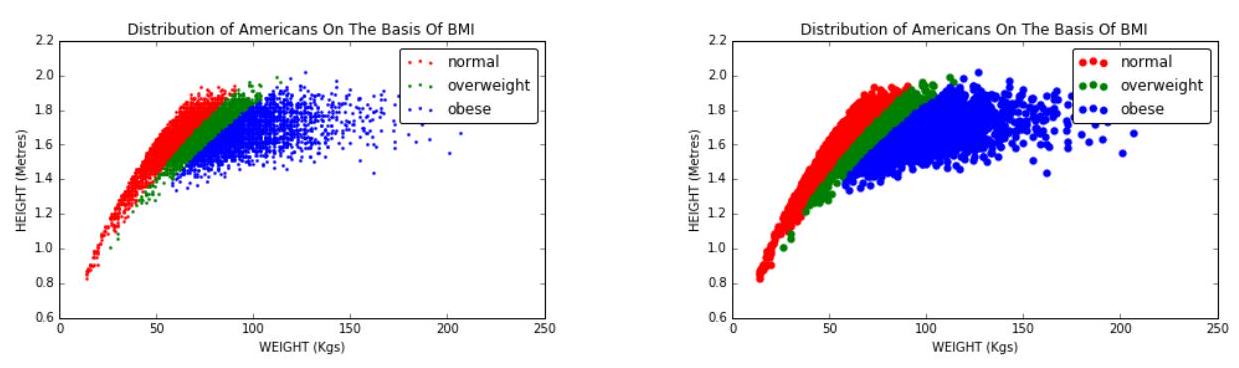 Distribution of Americans On The Basis Of BMI
2.2
2.0
1.8
1.6
1.4
1.2
1.0
0.8
0.6
HEIGHT (Metres)
normal
overweight
obese
0 50 100 150 200 250
WEIGHT (Kgs)
Distribution of Americans On The Basis Of BMI
2.2
2.0
1.8
1.6
1.4
1.2
1.0
0.8
0.6
HEIGHT (Metres)
normal
overweight
obese
0 50 100 150 200 250
WEIGHT (Kgs)